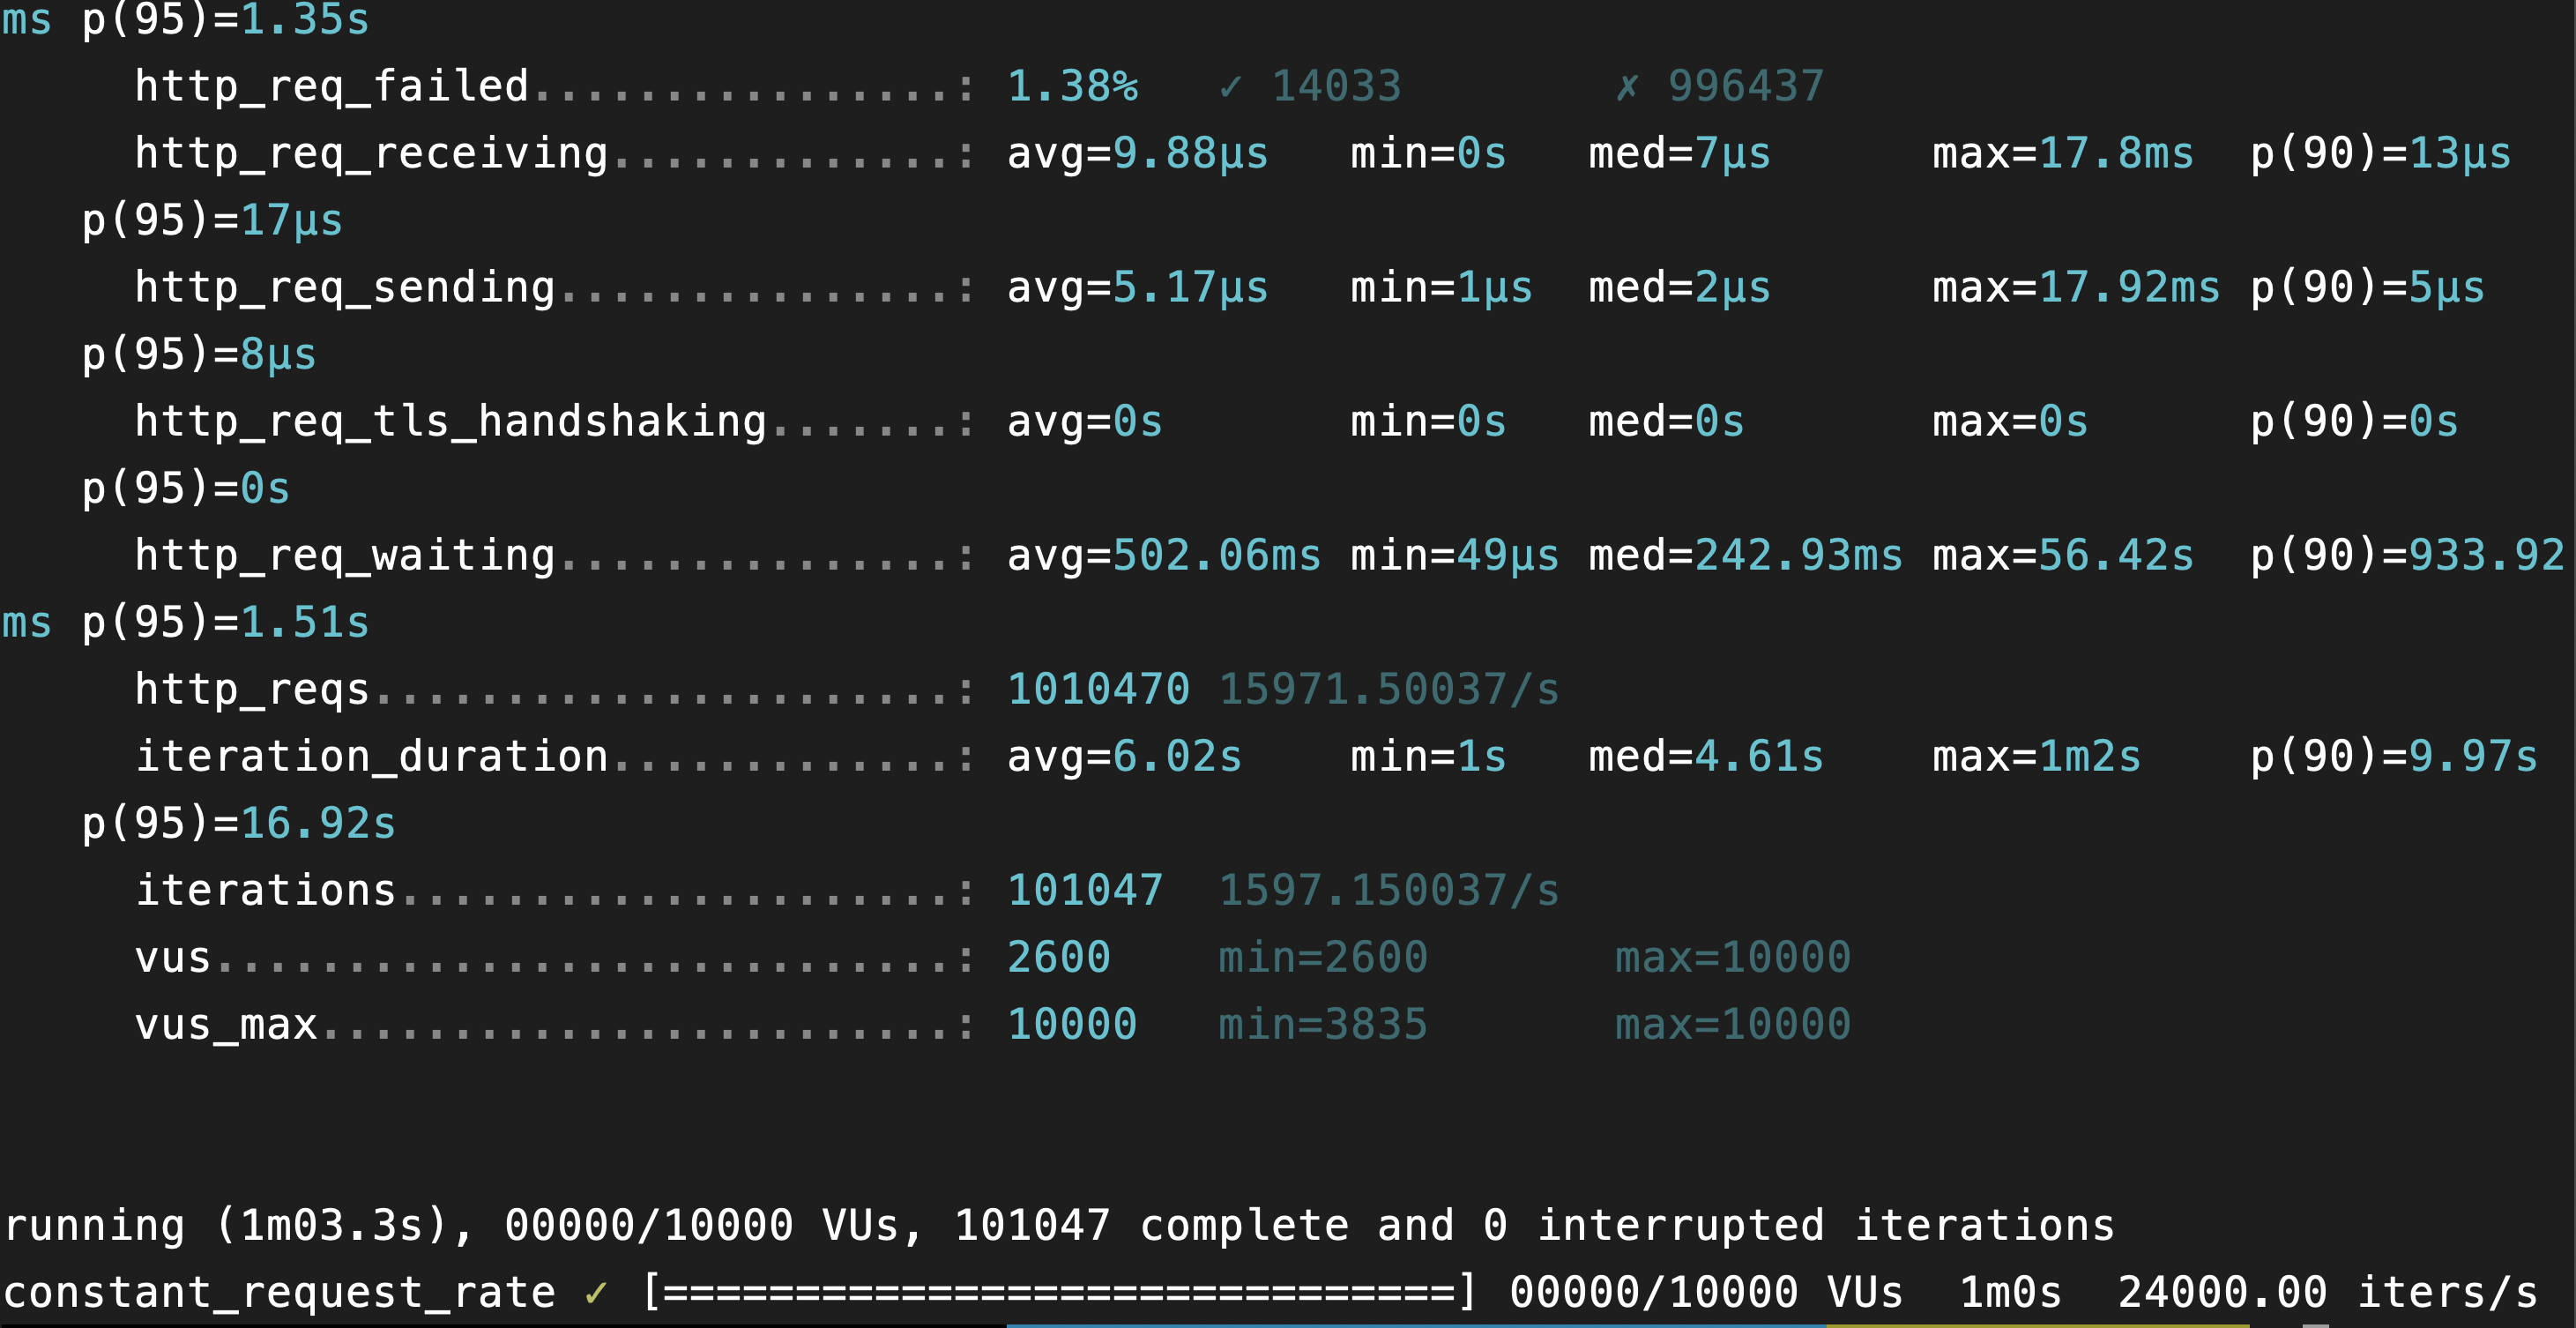 ms p(95)=1.35s
http_req_failed................: 1.38% ✓ 14033 ✗ 996437
http_req_receiving.............: avg=9.88µs min=0s med=7µs max=17.8ms p(90)=13µs
p(95)=17µs
http_req_sending...............: avg=5.17µs min=1µs med=2µs max=17.92ms p(90)=5µs
p(95)=8µs
http_req_tls_handshaking.......: avg=0s min=0s med=0s max=0s p(90)=0s
p(95)=0s
http_req_waiting...............: avg=502.06ms min=49µs med=242.93ms max=56.42s p(90)=933.92
ms p(95)=1.51s
http_reqs......................: 1010470 15971.50037/s
iteration_duration.............: avg=6.02s min=1s med=4.61s max=1m2s p(90)=9.97s
p(95)=16.92s
iterations.....................: 101047 1597.150037/s
vus............................: 2600 min=2600 max=10000
vus_max........................: 10000 min=3835 max=10000
running (1m03.3s), 00000/10000 VUs, 101047 complete and 0 interrupted iterations
constant_request_rate ✓ [==============================] 00000/10000 VUs 1m0s 24000.00 iters/s